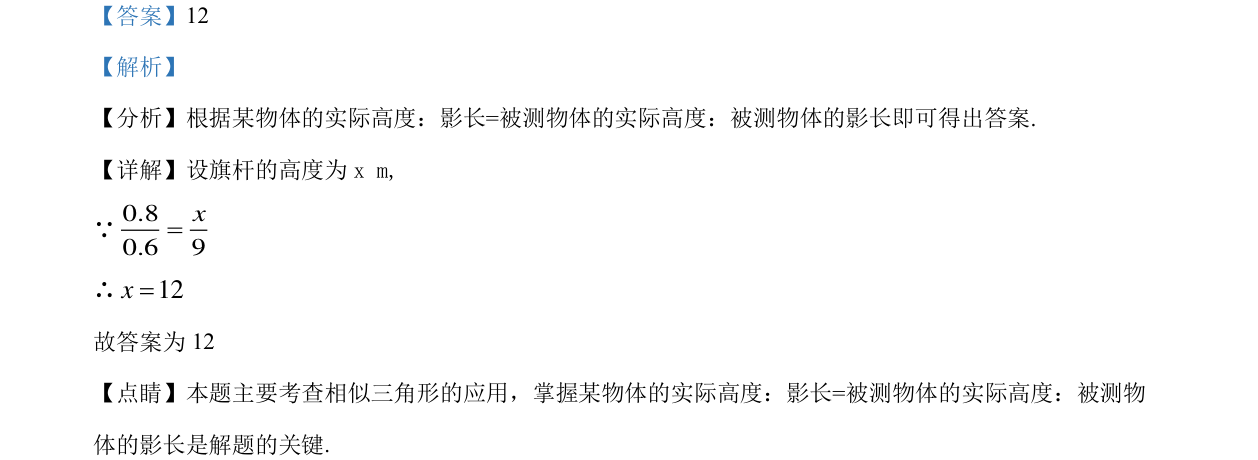 【答案】12
【解析】
【分析】根据某物体的实际高度：影长=被测物体的实际高度：被测物体的影长即可得出答案.
【详解】设旗杆的高度为 x m,
∵ 0.8/0.6 = x/9
∴ x=12
故答案为 12
【点睛】本题主要考查相似三角形的应用，掌握某物体的实际高度：影长=被测物体的实际高度：被测物
体的影长是解题的关键.